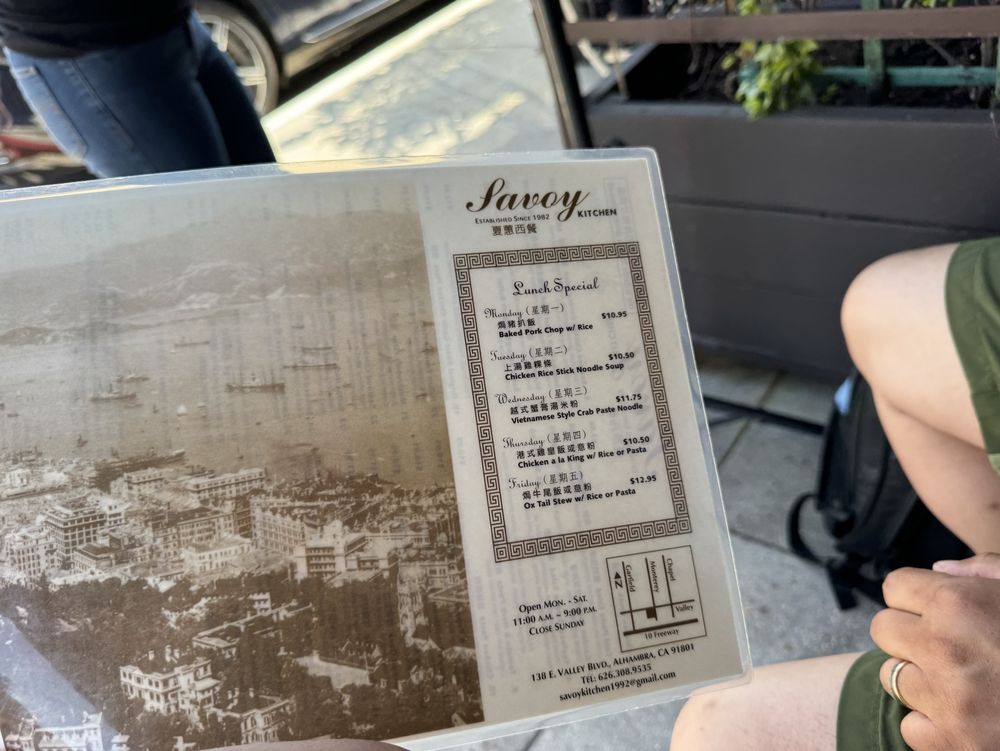 Savoy
KITCHEN
ESTABLISHED SINCE 1982
豐惠西餐
Lunch Special
Monday (星期一)
焗猪扒飯 $10.95
Baked Pork Chop w/ Rice
Tuesday (星期二)
上湯雞粿條 $10.50
Chicken Rice Stick Noodle Soup
Wednesday (星期三)
越式蟹膏湯米粉 $11.75
Vietnamese Style Crab Paste Noodle
Thursday (星期四)
港式雞皇飯或意粉 $10.50
Chicken a la King w/ Rice or Pasta
Friday (星期五)
焗牛尾飯或意粉 $12.95
Ox Tail Stew w/ Rice or Pasta
OPEN MON. - SAT.
11:00 A.M. ~ 9:00 P.M.
CLOSE SUNDAY
N
Garfield
Monterey
Chapel
Valley
10 Freeway
138 E. VALLEY BLVD., ALHAMBRA, CA 91801
TEL: 626.308.9535
savoykitchen1992@gmail.com